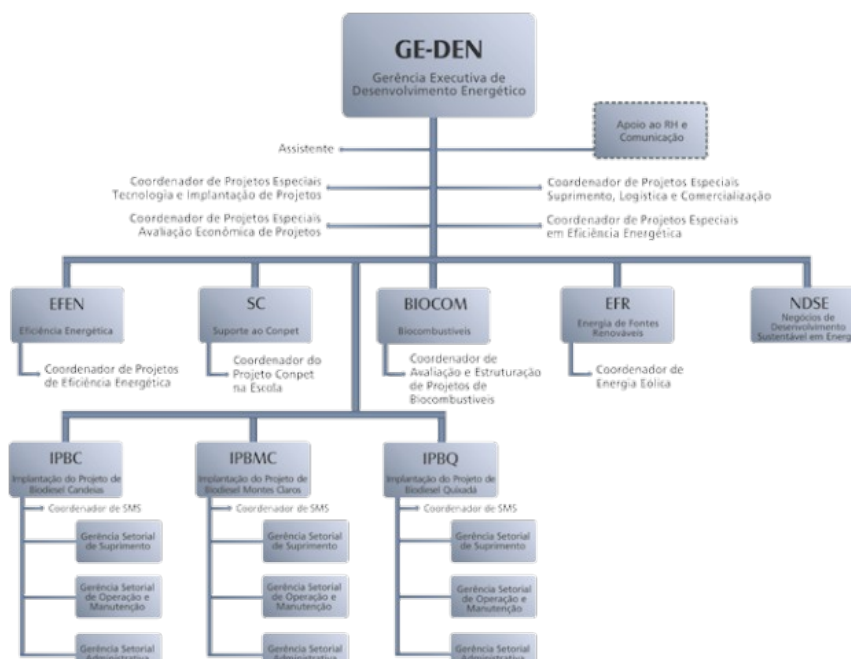 GE-DEN
Gerência Executiva de
Desenvolvimento Energético
Apoio ao RH e
Comunicação
Assistente
Coordenador de Projetos Especiais
Tecnologia e Implantação de Projetos
Coordenador de Projetos Especiais
Suprimento, Logística e Comercialização
Coordenador de Projetos Especiais
Avaliação Econômica de Projetos
Coordenador de Projetos Especiais
em Eficiência Energética
EFEN
Eficiência Energética
SC
Suporte ao Conpet
BIOCOM
Biocombustíveis
EFR
Energia de Fontes
Renováveis
NDSE
Negócios de
Desenvolvimento
Sustentável em Energ
Coordenador de Projetos
de Eficiência Energética
Coordenador do
Projeto Conpet
na Escola
Coordenador de
Avaliação e Estruturação
de Projetos de
Biocombustíveis
Coordenador de
Energia Eólica
IPBC
Implantação do Projeto de
Biodiesel Candeias
IPBMC
Implantação do Projeto de
Biodiesel Montes Claros
IPBQ
Implantação do Projeto de
Biodiesel Quixadá
Coordenador de SMS
Coordenador de SMS
Coordenador de SMS
Gerência Setorial
de Suprimento
Gerência Setorial
de Suprimento
Gerência Setorial
de Suprimento
Gerência Setorial
de Operação e
Manutenção
Gerência Setorial
de Operação e
Manutenção
Gerência Setorial
de Operação e
Manutenção
Gerência Setorial
Administrativa
Gerência Setorial
Administrativa
Gerência Setorial
Administrativa